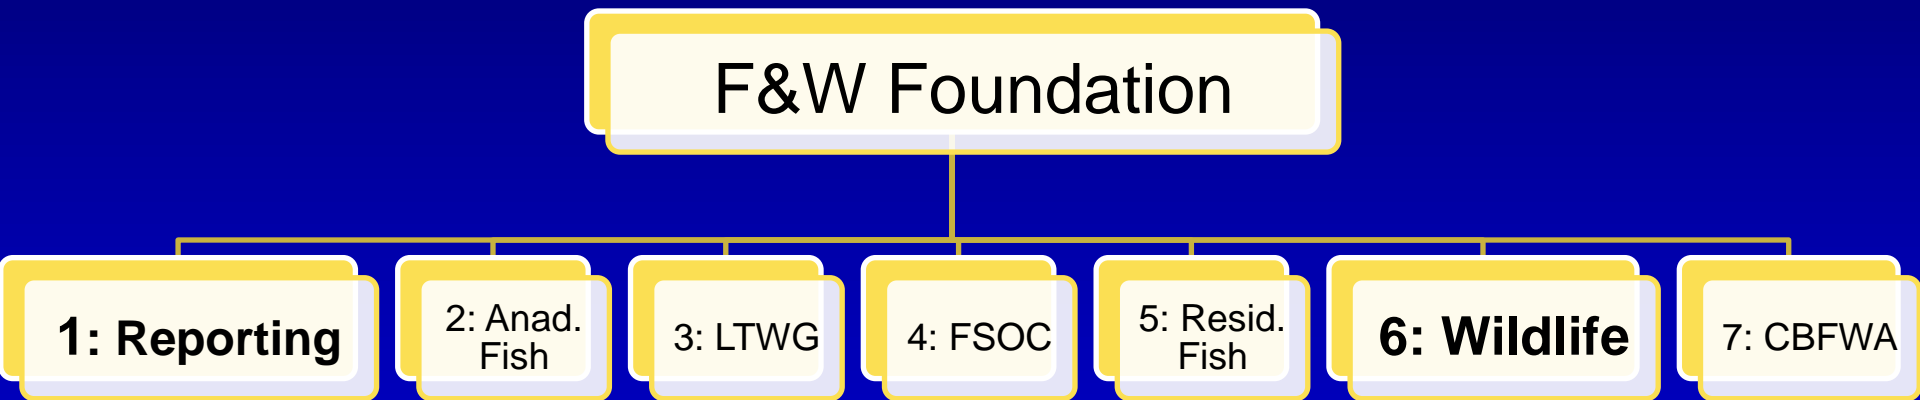 F&W Foundation
1: Reporting
2: Anad.
Fish
3: LTWG
4: FSOC
5: Resid.
Fish
6: Wildlife
7: CBFWA